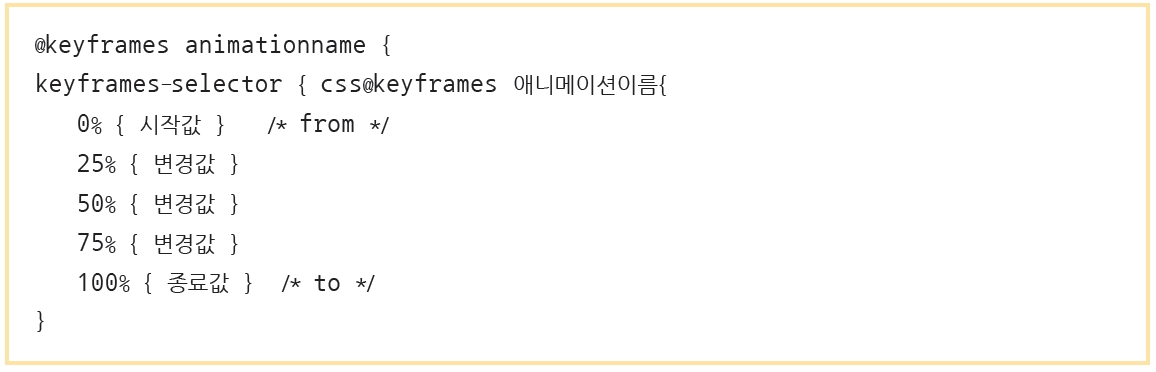 @keyframes animationname {
keyframes-selector { css@keyframes 애니메이션이름{
0% { 시작값 } /* from */
25% { 변경값 }
50% { 변경값 }
75% { 변경값 }
100% { 종료값 } /* to */
}